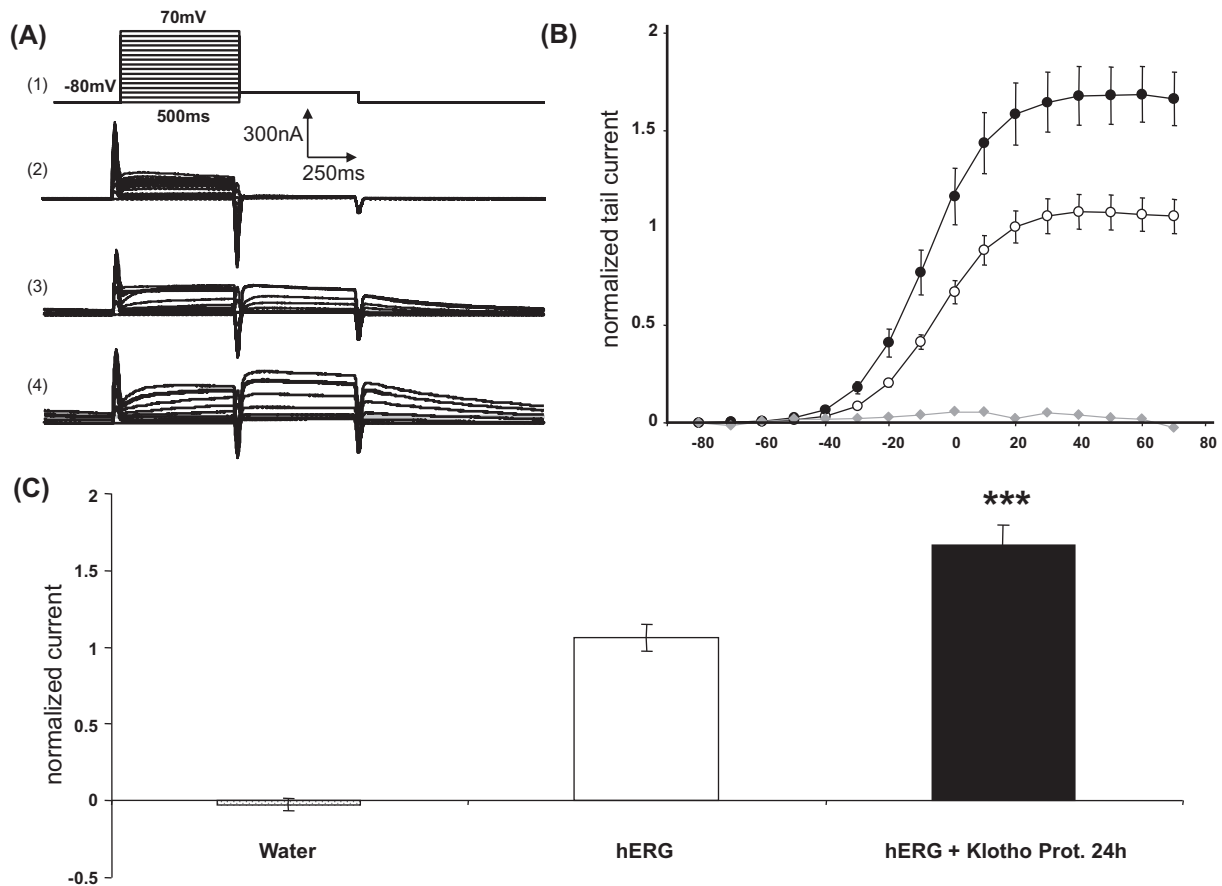 (A)
70mV
(1)
-80mV
500ms
300nA
250ms
(2)
(3)
(4)
(B)
normalized tail current
2
1.5
1
0.5
0
-80 -60 -40 -20 0 20 40 60 80
(C)
normalized current
2
1.5
1
0.5
0
-0.5
***
Water hERG hERG + Klotho Prot. 24h